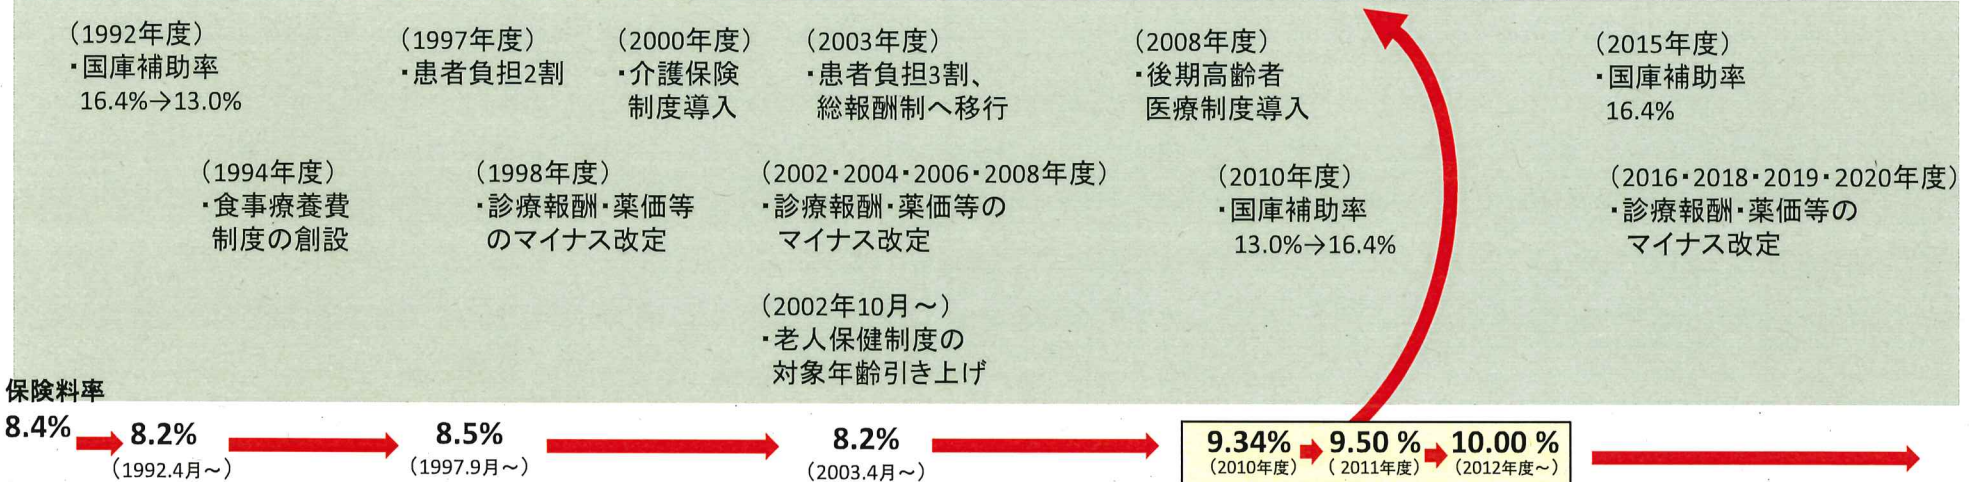 (1992年度)
・国庫補助率
16.4%→13.0%
(1997年度)
・患者負担2割
(2000年度)
・介護保険
制度導入
(2003年度)
・患者負担3割、
総報酬制へ移行
(2008年度)
・後期高齢者
医療制度導入
(2015年度)
・国庫補助率
16.4%
(1994年度)
・食事療養費
制度の創設
(1998年度)
・診療報酬・薬価等
のマイナス改定
(2002・2004・2006・2008年度)
・診療報酬・薬価等の
マイナス改定
(2010年度)
・国庫補助率
13.0%→16.4%
(2016・2018・2019・2020年度)
・診療報酬・薬価等の
マイナス改定
(2002年10月～)
・老人保健制度の
対象年齢引き上げ
保険料率
8.4%
8.2%
(1992.4月～)
8.5%
(1997.9月～)
8.2%
(2003.4月～)
9.34%
(2010年度)
9.50 %
( 2011年度)
10.00 %
(2012年度～)